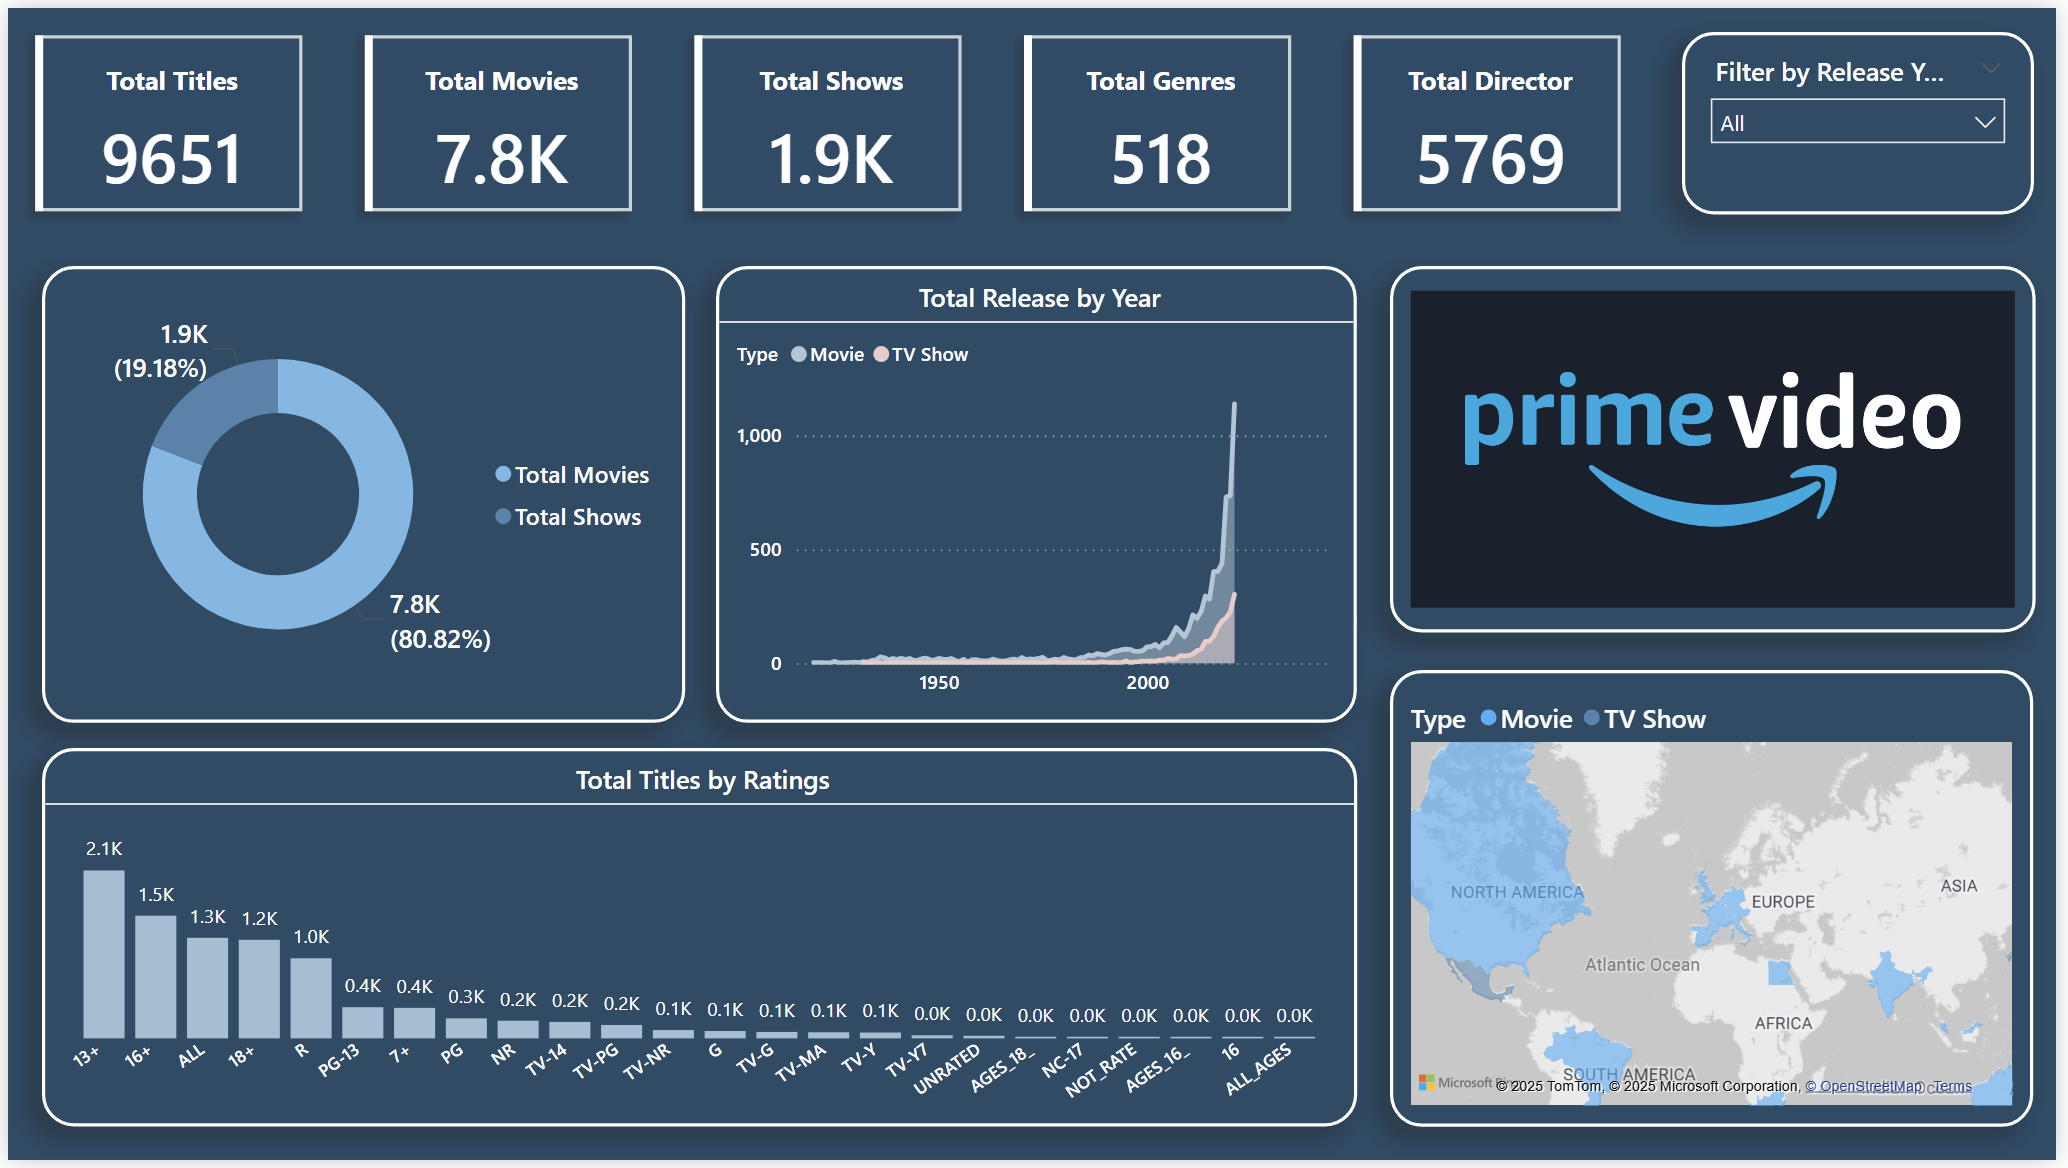 Total Titles
9651
Total Movies
7.8K
Total Shows
1.9K
Total Genres
518
Total Director
5769
Filter by Release Y...
All
1.9K
(19.18%)
7.8K
(80.82%)
Total Movies
Total Shows
Total Release by Year
Type Movie TV Show
1,000
500
0
1950 2000
prime video
Total Titles by Ratings
2.1K 1.5K 1.3K 1.2K 1.0K 0.4K 0.4K 0.3K 0.2K 0.2K 0.2K 0.1K 0.1K 0.1K 0.1K 0.1K 0.0K 0.0K 0.0K 0.0K 0.0K 0.0K 0.0K 0.0K
13+ 16+ ALL 18+ R PG-13 7+ PG NR TV-14 TV-PG TV-NR G TV-G TV-MA TV-Y TV-Y7 UNRATED AGES_18_ NC-17 NOT_RATE AGES_16_ 16 ALL_AGES
Type Movie TV Show
NORTH AMERICA
EUROPE
ASIA
Atlantic Ocean
AFRICA
SOUTH AMERICA
Microsoft
© 2025 TomTom, © 2025 Microsoft Corporation, © OpenStreetMap Terms